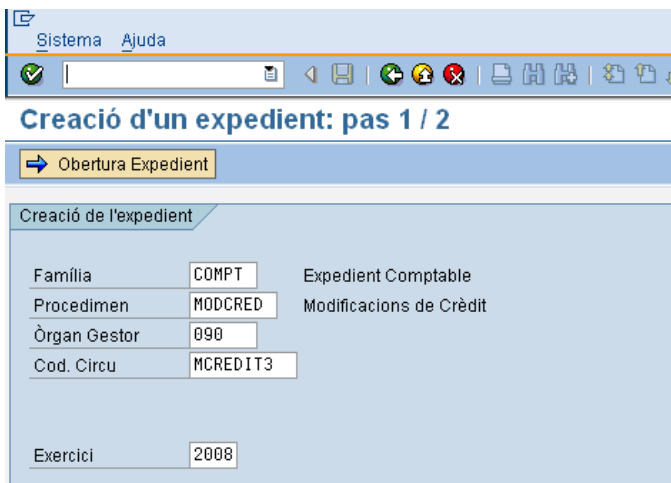 Sistema Ajuda
Creació d'un expedient: pas 1 / 2
Obertura Expedient
Creació de l'expedient
Família COMPT Expedient Comptable
Procedimen MODCRED Modificacions de Crèdit
Òrgan Gestor 090
Cod. Circu MCREDIT3
Exercici 2008